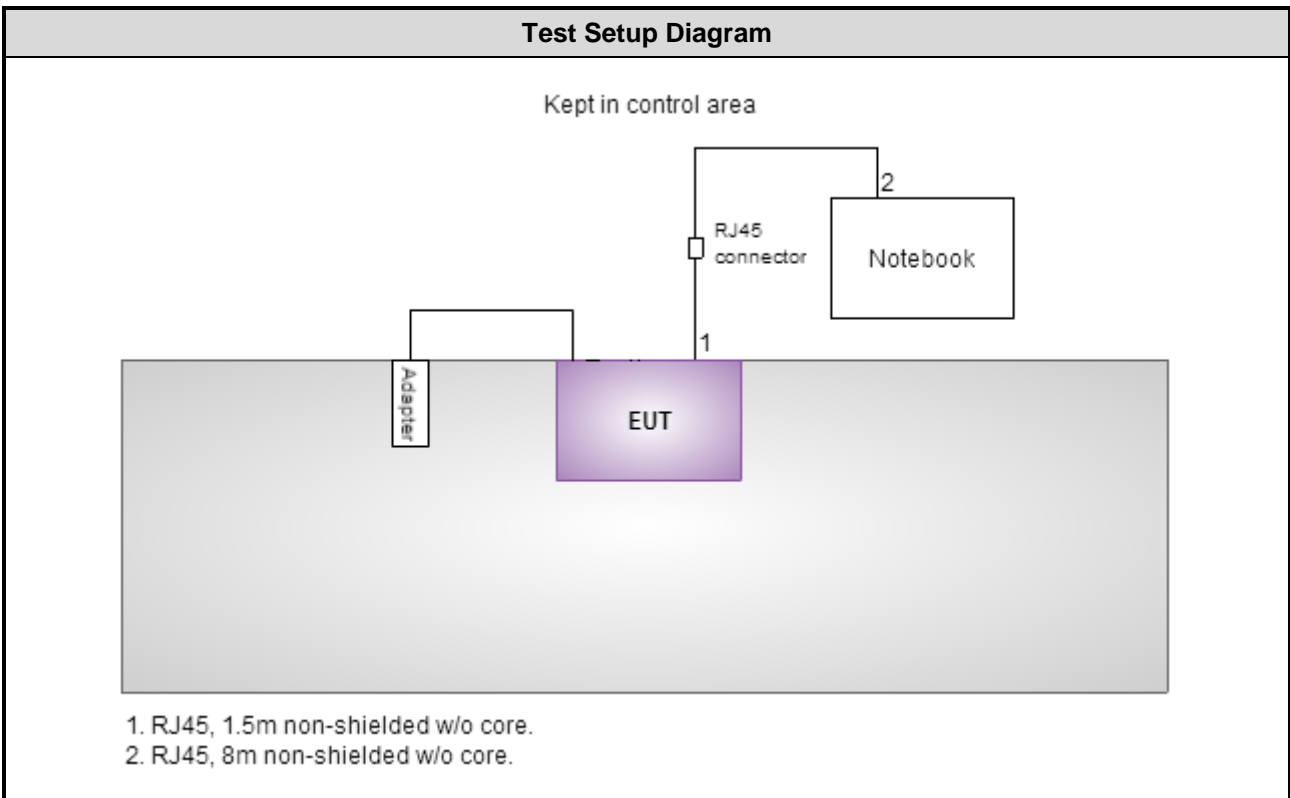 Test Setup Diagram
Kept in control area
2
RJ45
connector
Notebook
1
Adapter
EUT
1. RJ45, 1.5m non-shielded w/o core.
2. RJ45, 8m non-shielded w/o core.